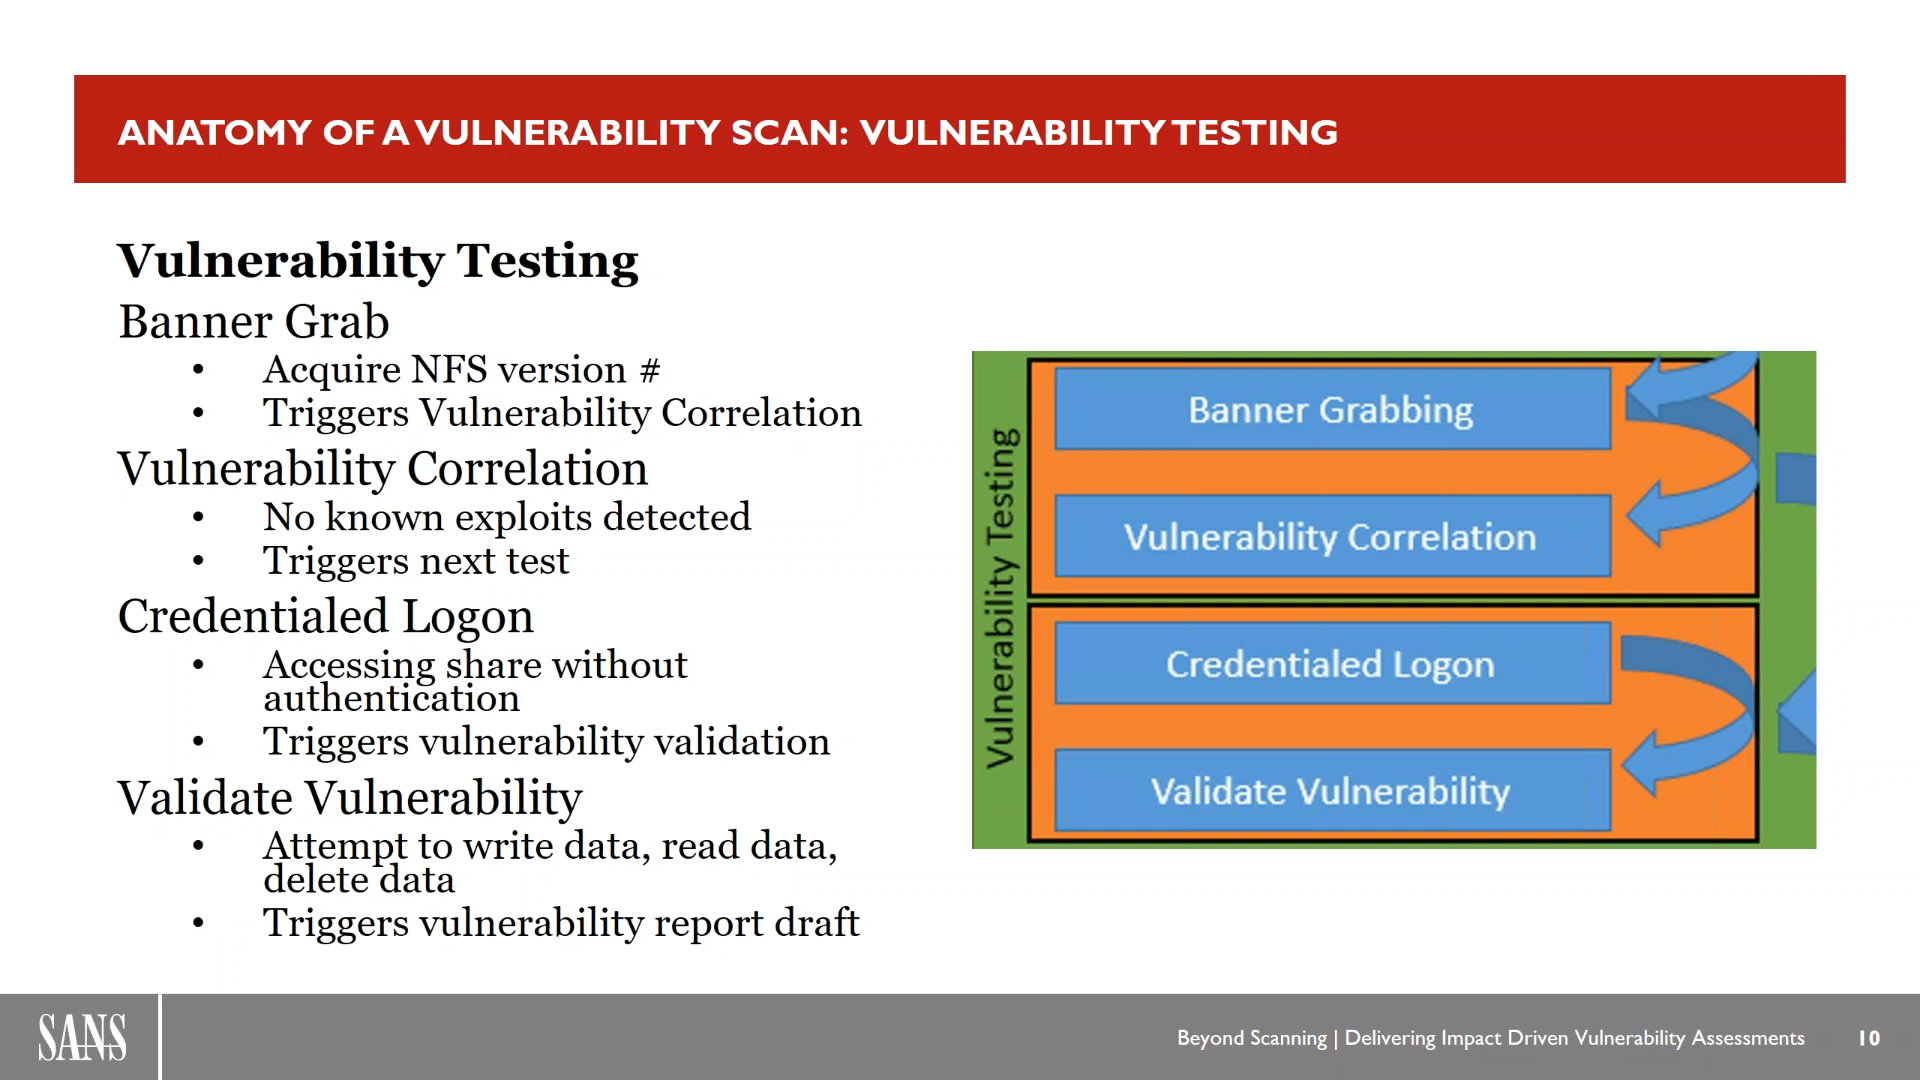 ANATOMY OF A VULNERABILITY SCAN: VULNERABILITY TESTING
Vulnerability Testing
Banner Grab
• Acquire NFS version #
• Triggers Vulnerability Correlation
Vulnerability Correlation
• No known exploits detected
• Triggers next test
Credentialed Logon
• Accessing share without
authentication
• Triggers vulnerability validation
Validate Vulnerability
• Attempt to write data, read data,
delete data
• Triggers vulnerability report draft
Vulnerability Testing
Banner Grabbing
Vulnerability Correlation
Credentialed Logon
Validate Vulnerability
SANS
Beyond Scanning | Delivering Impact Driven Vulnerability Assessments
10